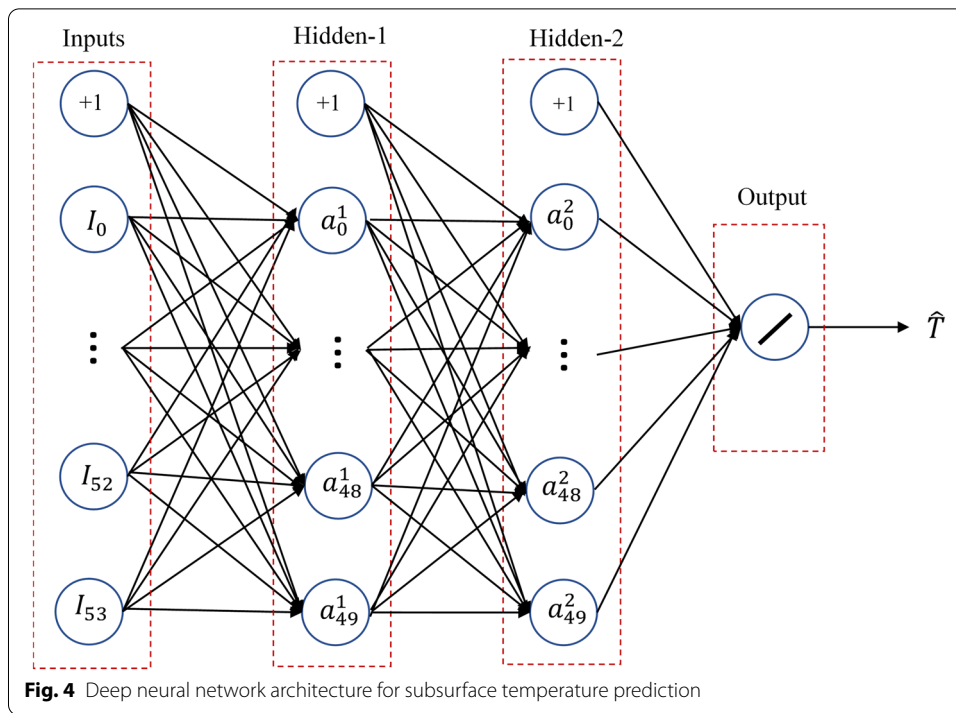 Inputs Hidden-1 Hidden-2
+1 +1 +1
Output
I₀ a₀¹ a₀²
⋮ ⋮ ⋮ T̂
I₅₂ a₄₈¹ a₄₈²
I₅₃ a₄₉¹ a₄₉²
Fig. 4 Deep neural network architecture for subsurface temperature prediction